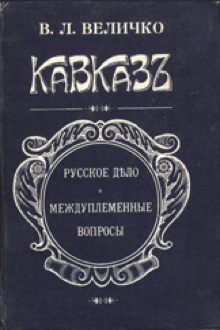 В. Л. ВЕЛИЧКО
КАВКАЗЪ
РУССКОЕ ДѢЛО
И
МЕЖДУПЛЕМЕННЫЕ
ВОПРОСЫ